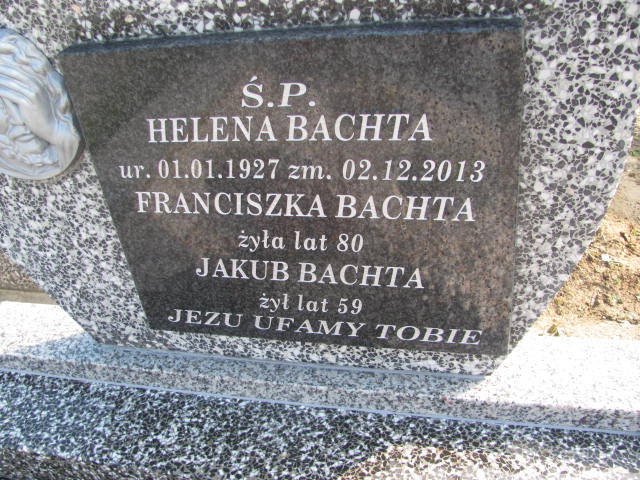 Ś.P.
HELENA BACHTA
ur. 01.01.1927 zm. 02.12.2013
FRANCISZKA BACHTA
żyła lat 80
JAKUB BACHTA
żył lat 59
JEZU UFAMY TOBIE